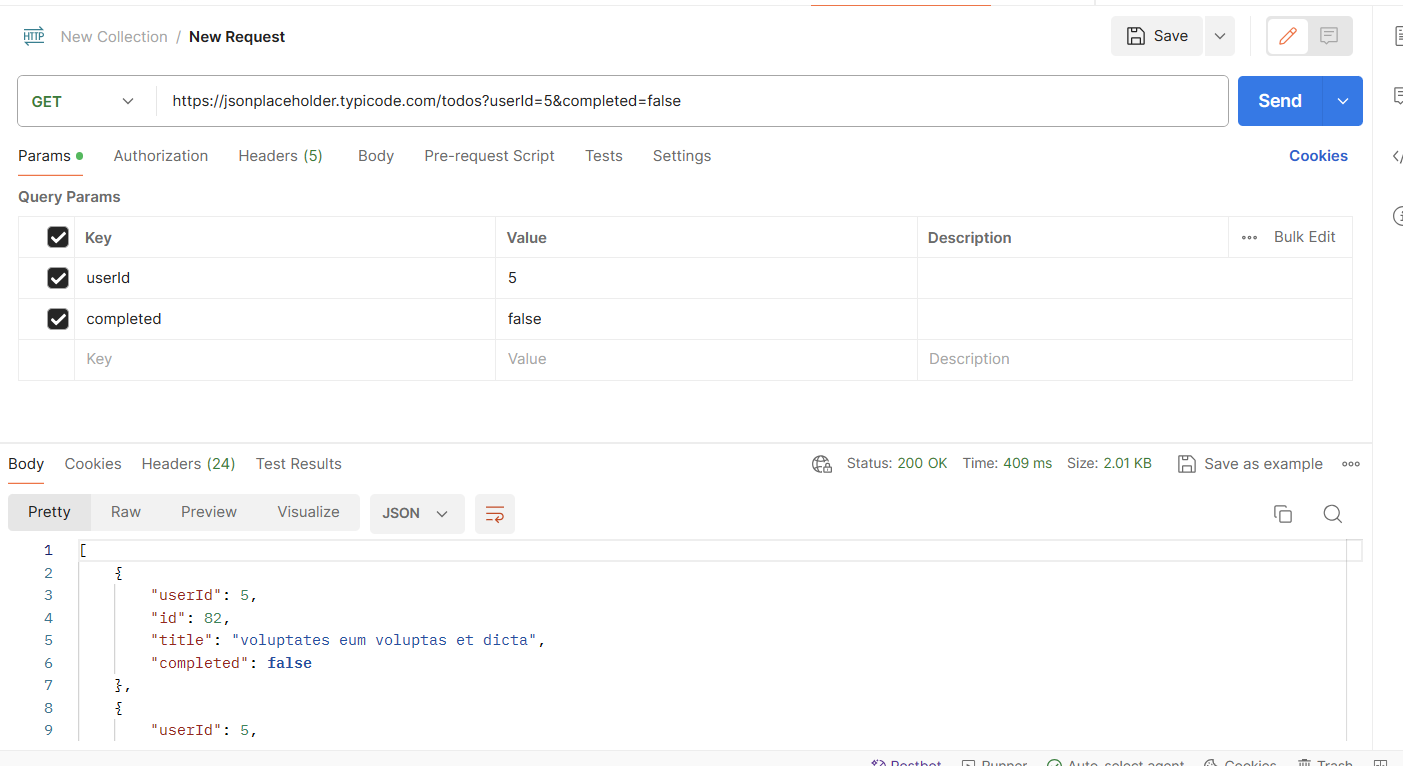 HTTP New Collection / New Request Save
GET https://jsonplaceholder.typicode.com/todos?userId=5&completed=false Send
Params Authorization Headers (5) Body Pre-request Script Tests Settings Cookies
Query Params
Key Value Description Bulk Edit
userId 5
completed false
Key Value Description
Body Cookies Headers (24) Test Results Status: 200 OK Time: 409 ms Size: 2.01 KB Save as example
Pretty Raw Preview Visualize JSON
1 [
2 {
3 "userId": 5,
4 "id": 82,
5 "title": "voluptates eum voluptas et dicta",
6 "completed": false
7 },
8 {
9 "userId": 5,
Postbot Runner Auto-select agent Cookies Trash